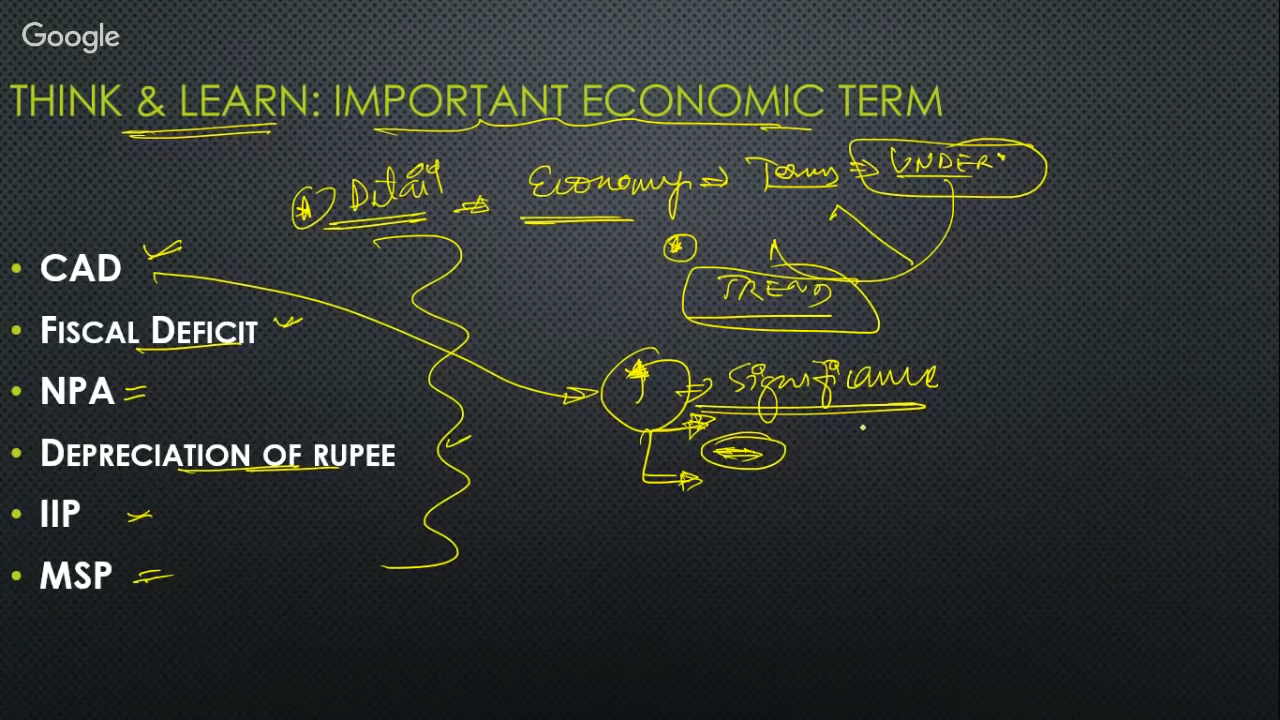 Google
THINK & LEARN: IMPORTANT ECONOMIC TERM
Detail Economy Terms UNDER
TREND
Significance
• CAD
• FISCAL DEFICIT
• NPA
• DEPRECIATION OF RUPEE
• IIP
• MSP